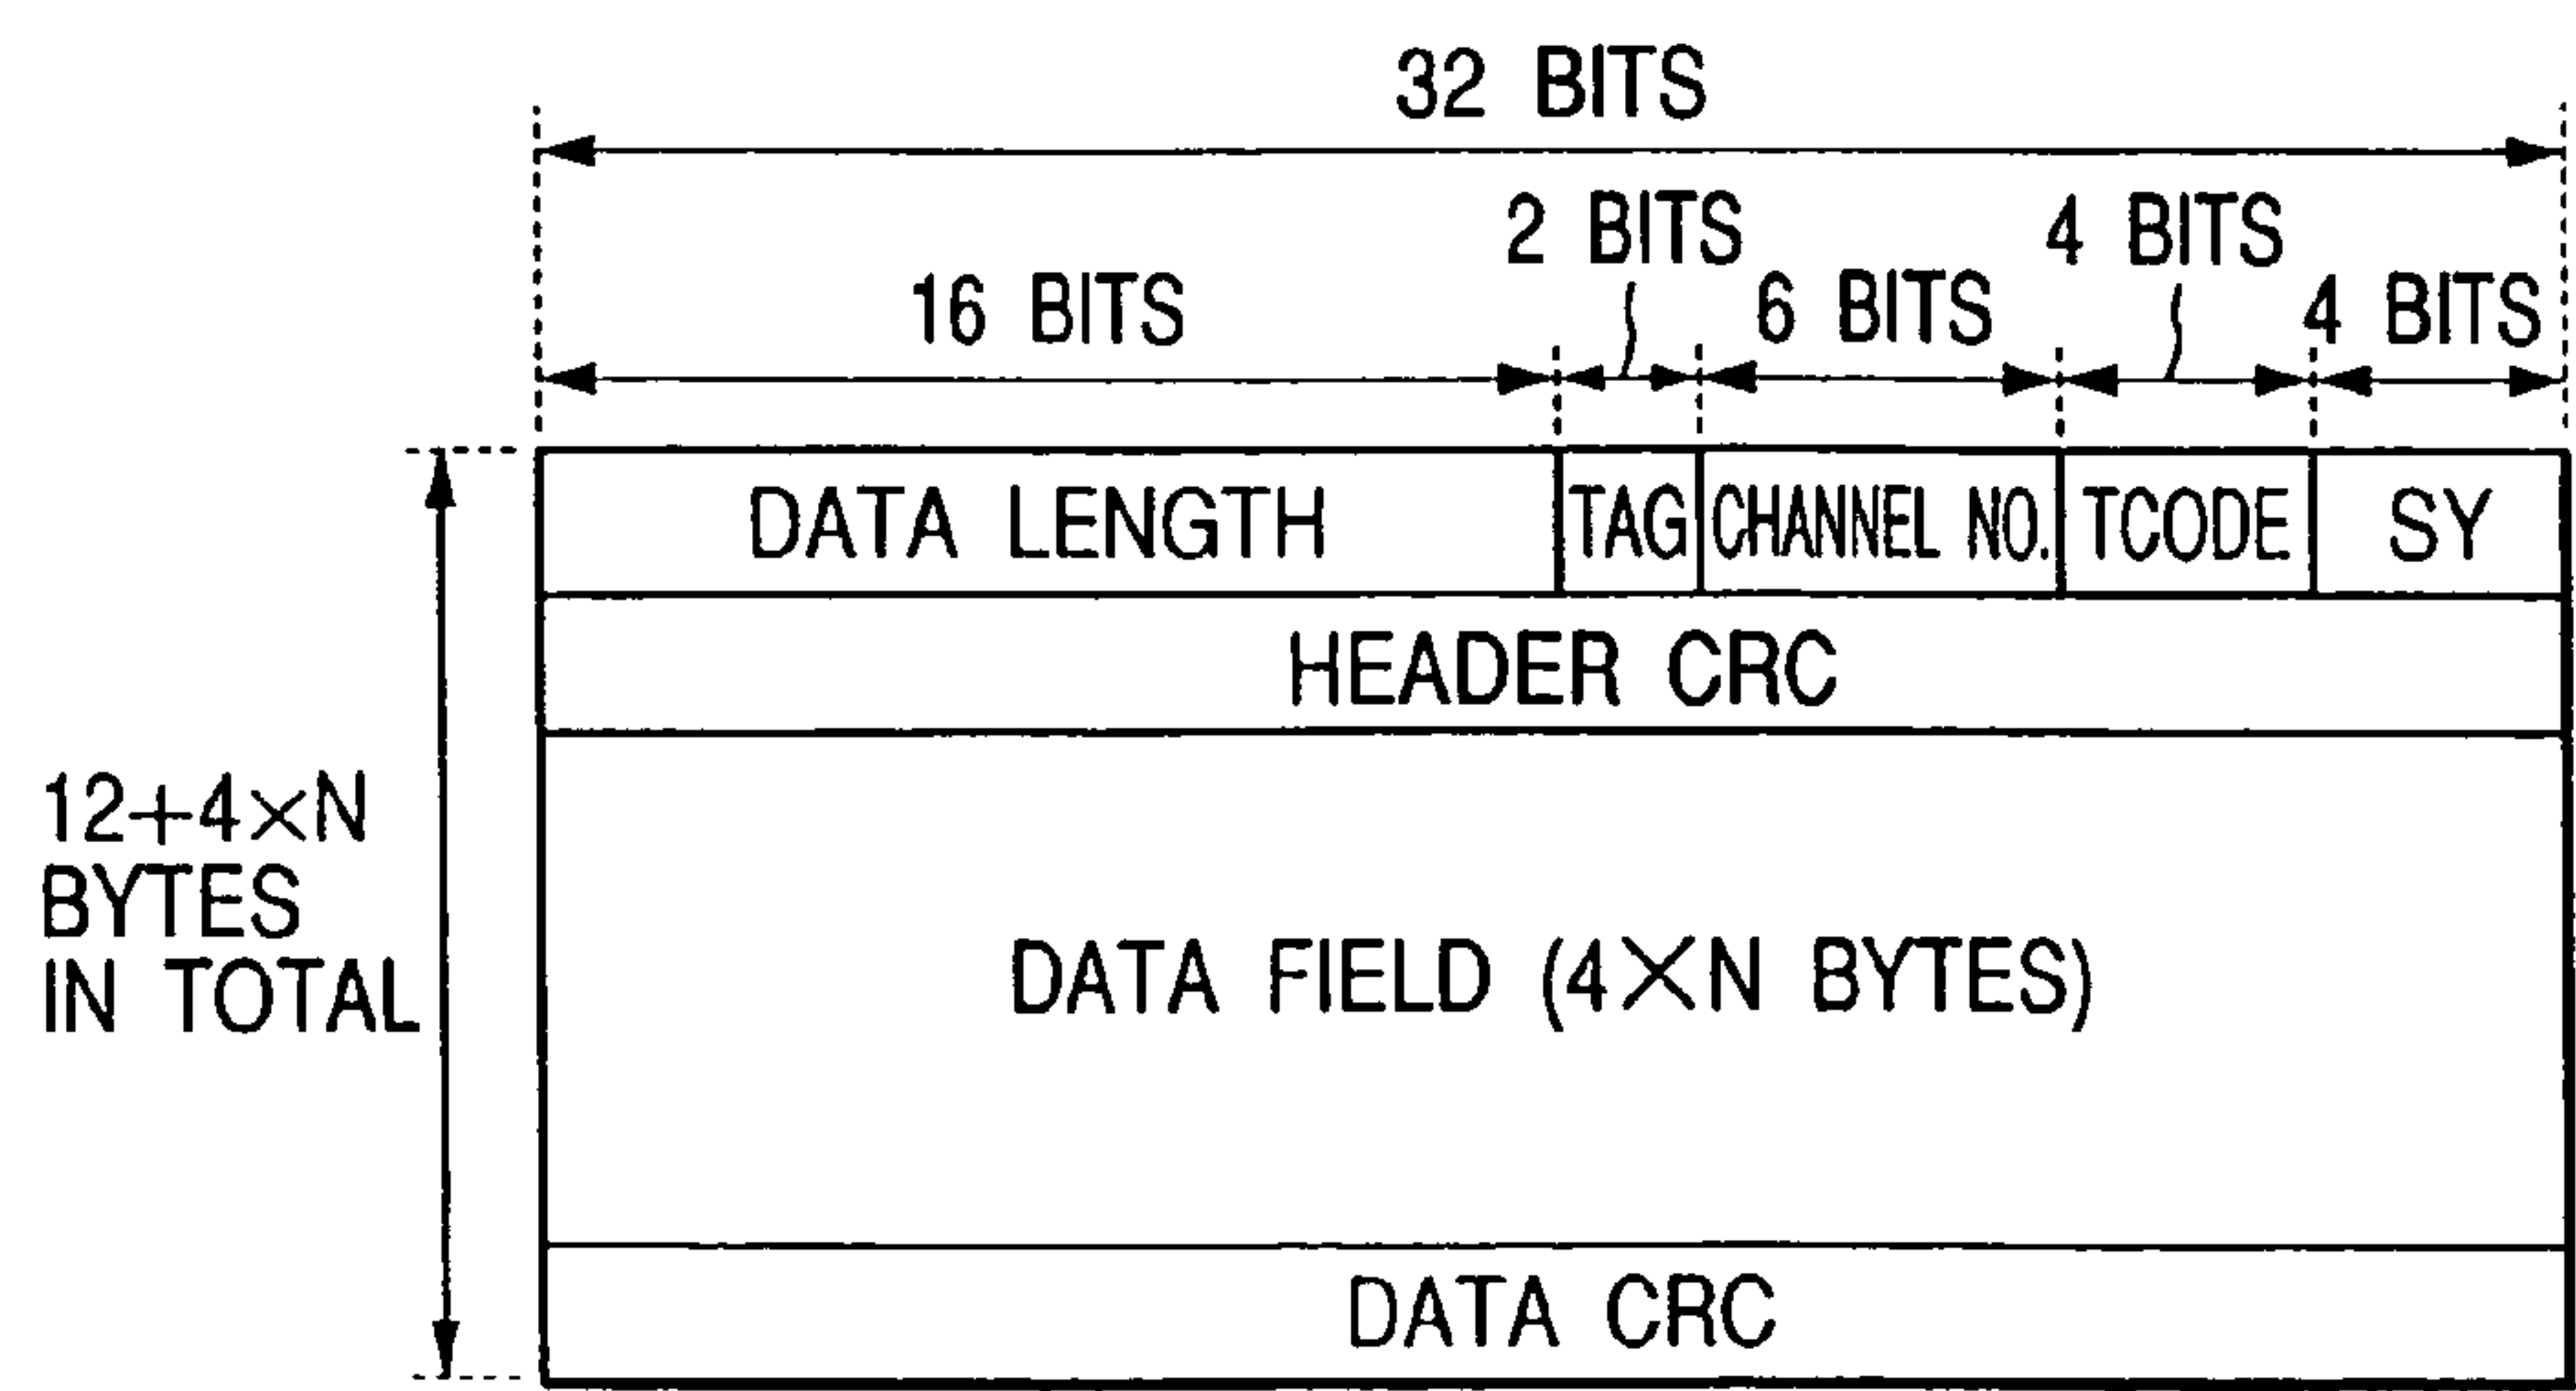 32 BITS
2 BITS
4 BITS
16 BITS
6 BITS
4 BITS
DATA LENGTH
TAG
CHANNEL NO.
TCODE
SY
HEADER CRC
12+4×N
BYTES
IN TOTAL
DATA FIELD (4×N BYTES)
DATA CRC